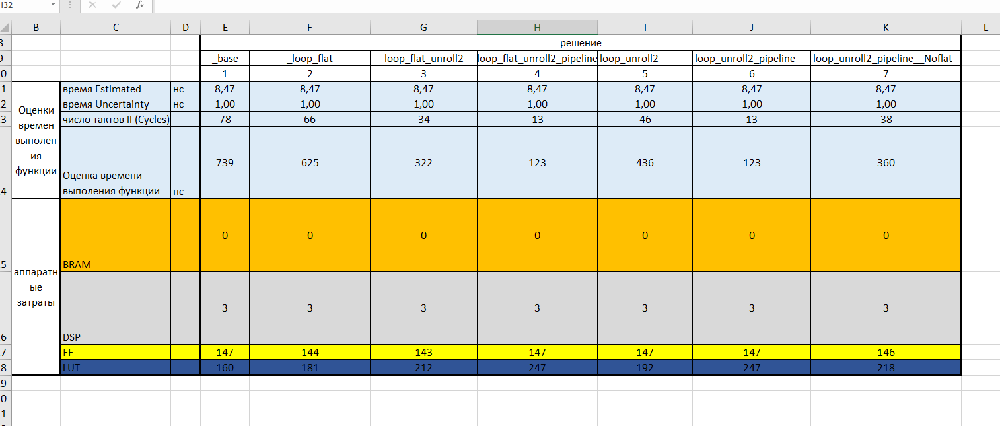 H32
fx
B C D E F G H I J K L
3 решение
9 _base _loop_flat loop_flat_unroll2 loop_flat_unroll2_pipeline loop_unroll2 loop_unroll2_pipeline loop_unroll2_pipeline__Noflat
0 1 2 3 4 5 6 7
1 время Estimated нс 8,47 8,47 8,47 8,47 8,47 8,47 8,47
2 время Uncertainty нс 1,00 1,00 1,00 1,00 1,00 1,00 1,00
Оценки
3 число тактов II (Cycles) 78 66 34 13 46 13 38
времен
выполен
ия
функции
739 625 322 123 436 123 360
Оценка времени
4 выполения функции нс
0 0 0 0 0 0 0
5 BRAM
аппаратн
ые
затраты
3 3 3 3 3 3 3
6 DSP
7 FF 147 144 143 147 147 147 146
8 LUT 160 181 212 247 192 247 218
9
0
1